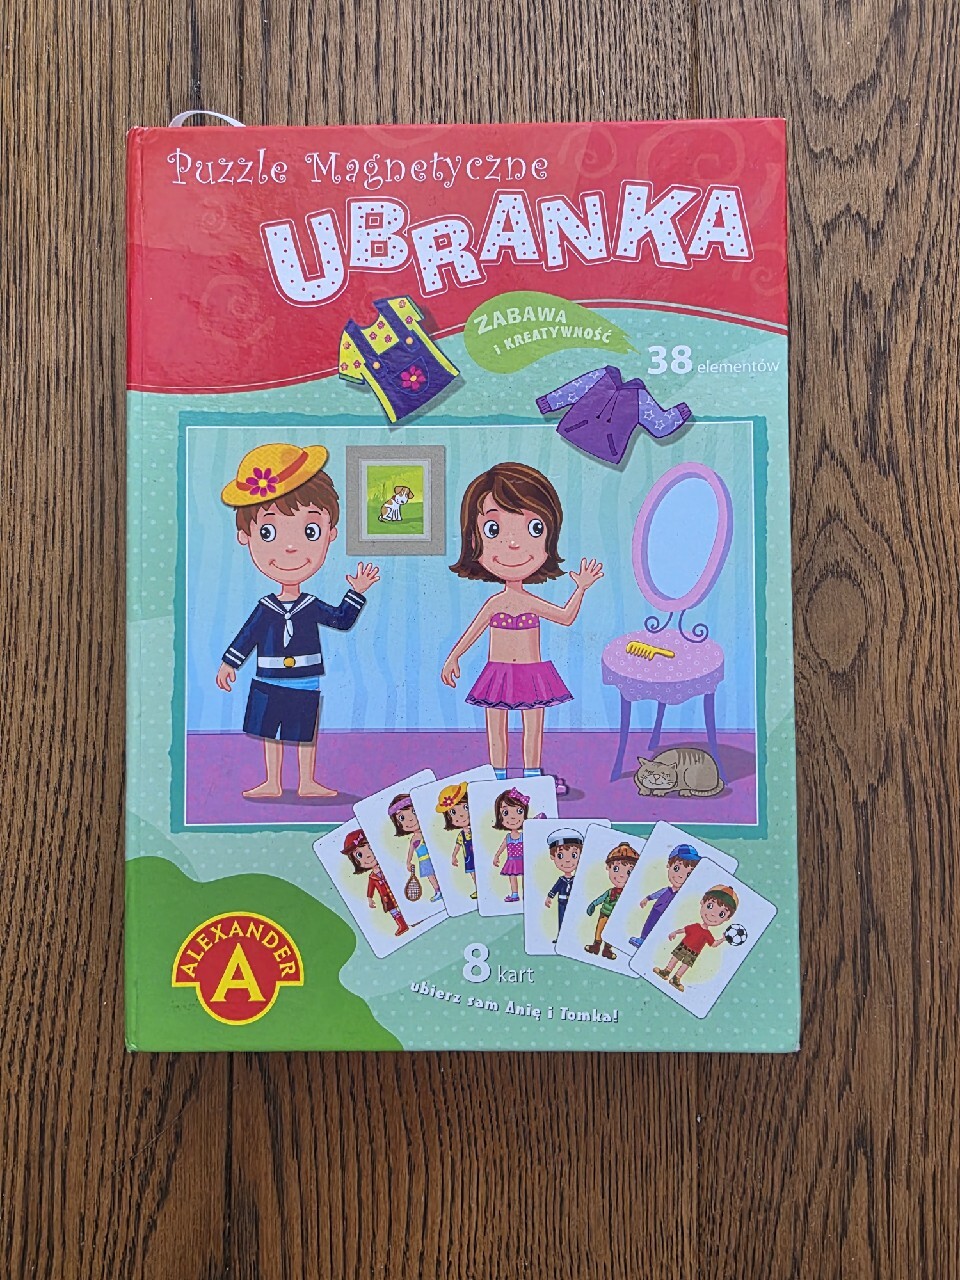 Puzzle Magnetyczne
UBRANKA
ZABAWA
i KREATYWNOŚĆ
38 elementów
ALEXANDER
A
8 kart
ubierz sam Anię i Tomka!